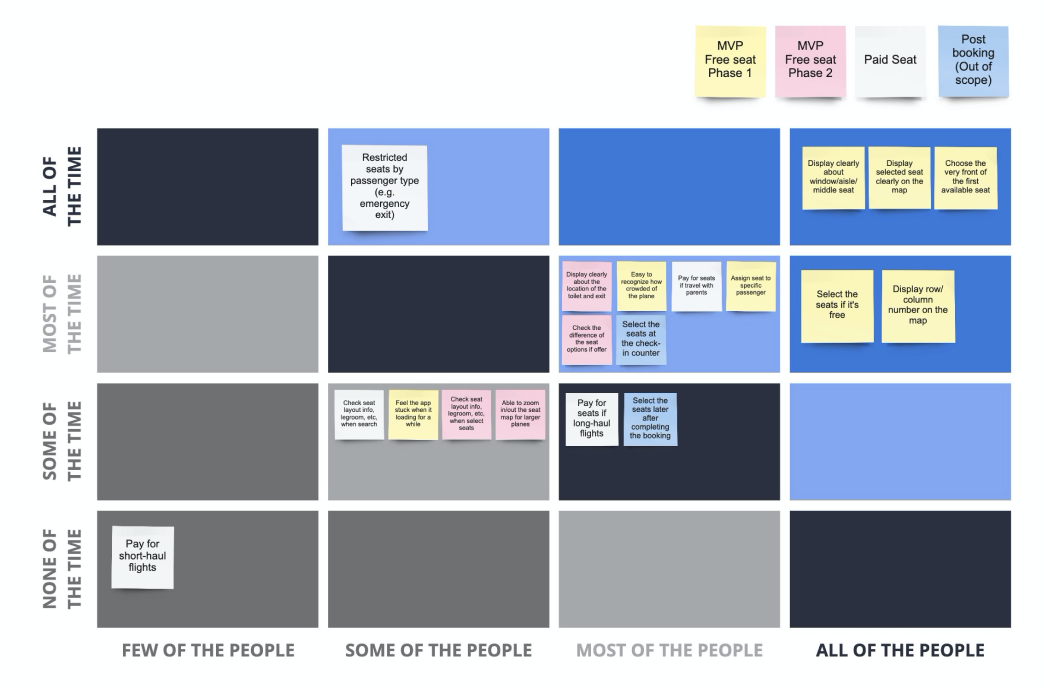 MVP
Free seat
Phase 1
MVP
Free seat
Phase 2
Paid Seat
Post
booking
(Out of
scope)
ALL OF
THE TIME
Restricted
seats by
passenger type
(e.g.
emergency
exit)
Display clearly
about
window/aisle/
middle seat
Display
selected seat
clearly on the
map
Choose the
very front of
the first
available seat
MOST OF
THE TIME
Display clearly
about the
location of the
toilet and exit
Easy to
recognize how
crowded of the
plane
Pay for seats
if travel with
parents
Assign seat to
specific
passenger
Check the
difference of
the seat
options if offer
Select the
seats at
the check-
in counter
Select the
seats if it's
free
Display row/
column
number on the
map
SOME OF
THE TIME
Check seat
layout info,
legroom, etc,
when search
Feel the app
stuck when it
loading for a
while
Check seat
layout info,
legroom, etc,
when select
seats
Able to zoom
in/out the seat
map for larger
planes
Pay for
seats if
long-haul
flights
Select the
seats later
after
completing
the booking
NONE OF
THE TIME
Pay for
short-haul
flights
FEW OF THE PEOPLE
SOME OF THE PEOPLE
MOST OF THE PEOPLE
ALL OF THE PEOPLE